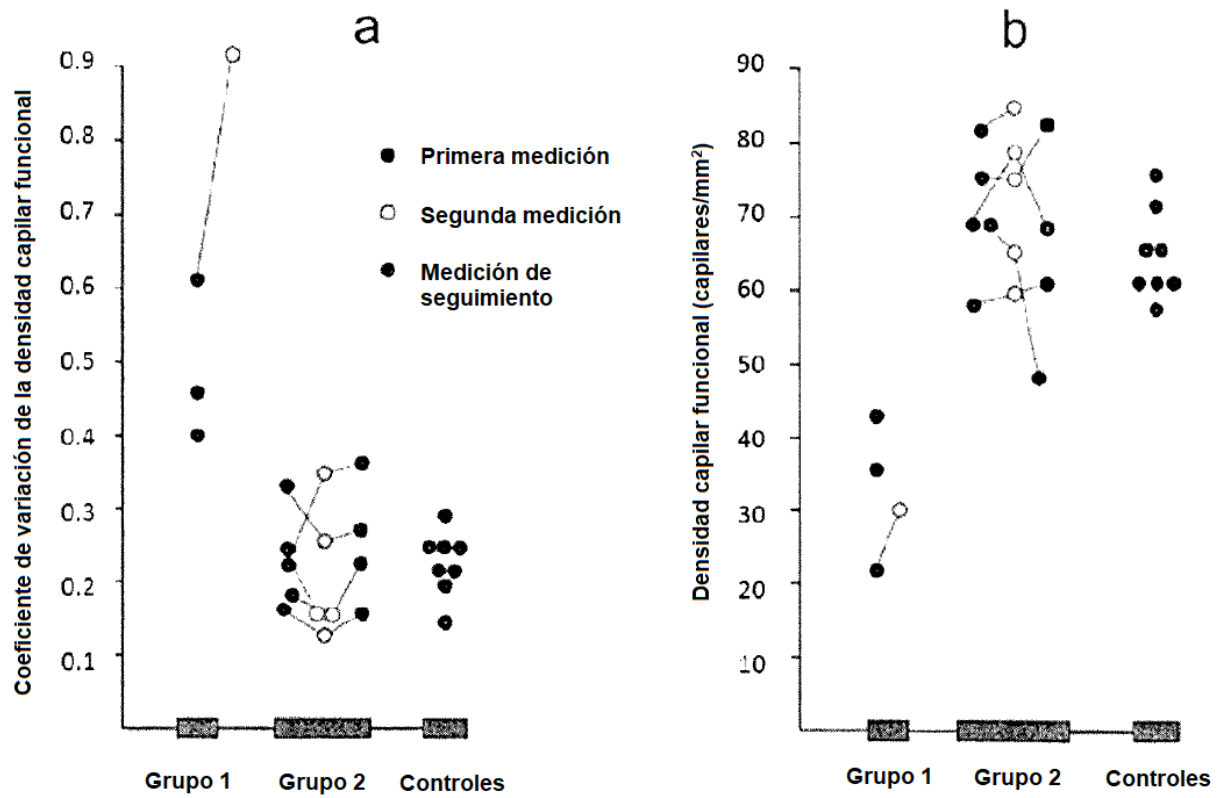 a
Coeficiente de variación de la densidad capilar funcional
0.9
0.8
0.7
0.6
0.5
0.4
0.3
0.2
0.1
Primera medición
Segunda medición
Medición de
seguimiento
Grupo 1
Grupo 2
Controles
b
Densidad capilar funcional (capilares/mm²)
90
80
70
60
50
40
30
20
10
Grupo 1
Grupo 2
Controles